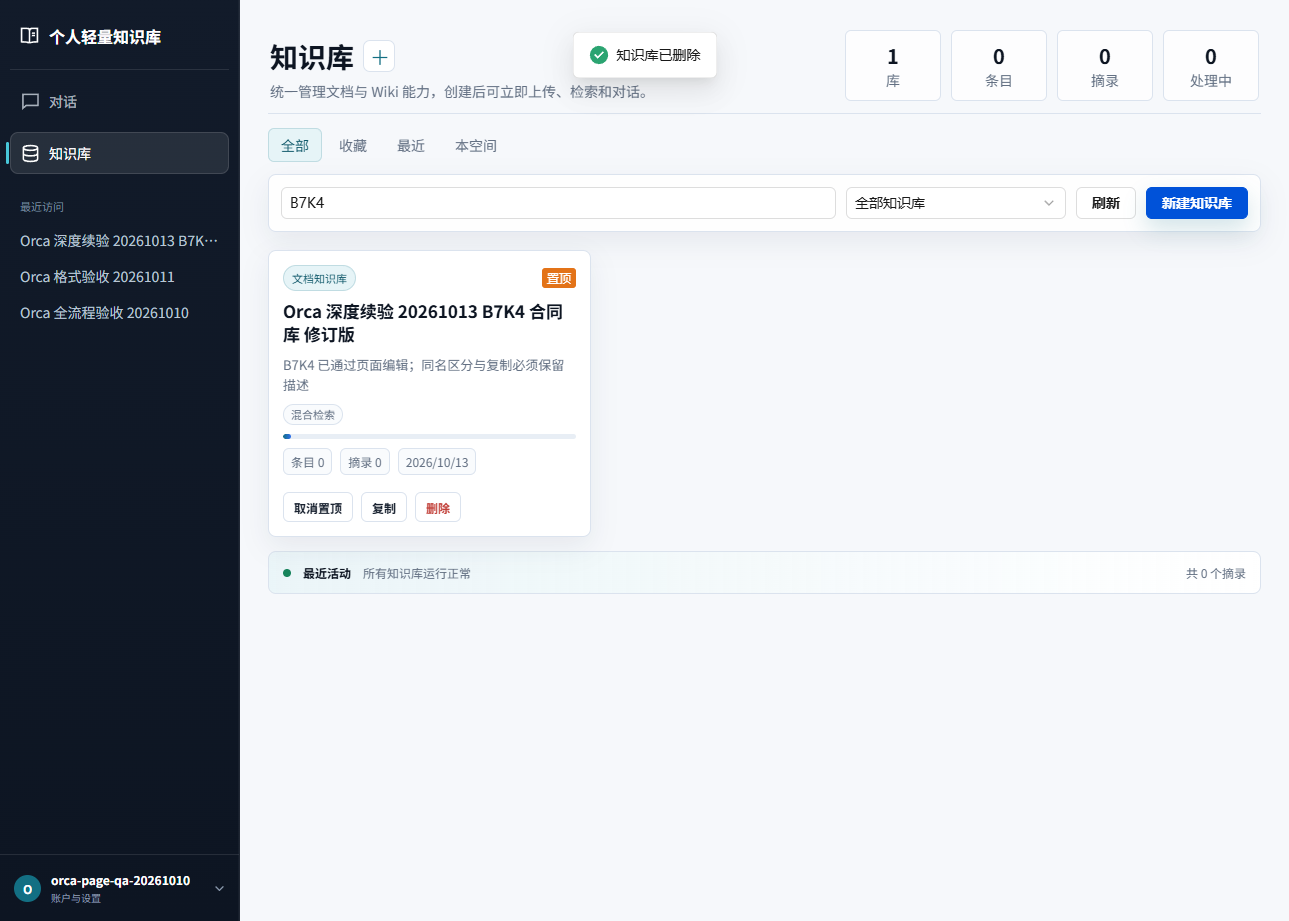 个人轻量知识库
对话
知识库
最近访问
Orca 深度续验 20261013 B7K…
Orca 格式验收 20261011
Orca 全流程验收 20261010
orca-page-qa-20261010
账户与设置
O
知识库
统一管理文档与 Wiki 能力，创建后可立即上传、检索和对话。
知识库已删除
1
库
0
条目
0
摘录
0
处理中
全部
收藏
最近
本空间
B7K4
全部知识库
刷新
新建知识库
文档知识库
置顶
Orca 深度续验 20261013 B7K4 合同
库 修订版
B7K4 已通过页面编辑；同名区分与复制必须保留
描述
混合检索
条目 0
摘录 0
2026/10/13
取消置顶
复制
删除
最近活动
所有知识库运行正常
共 0 个摘录